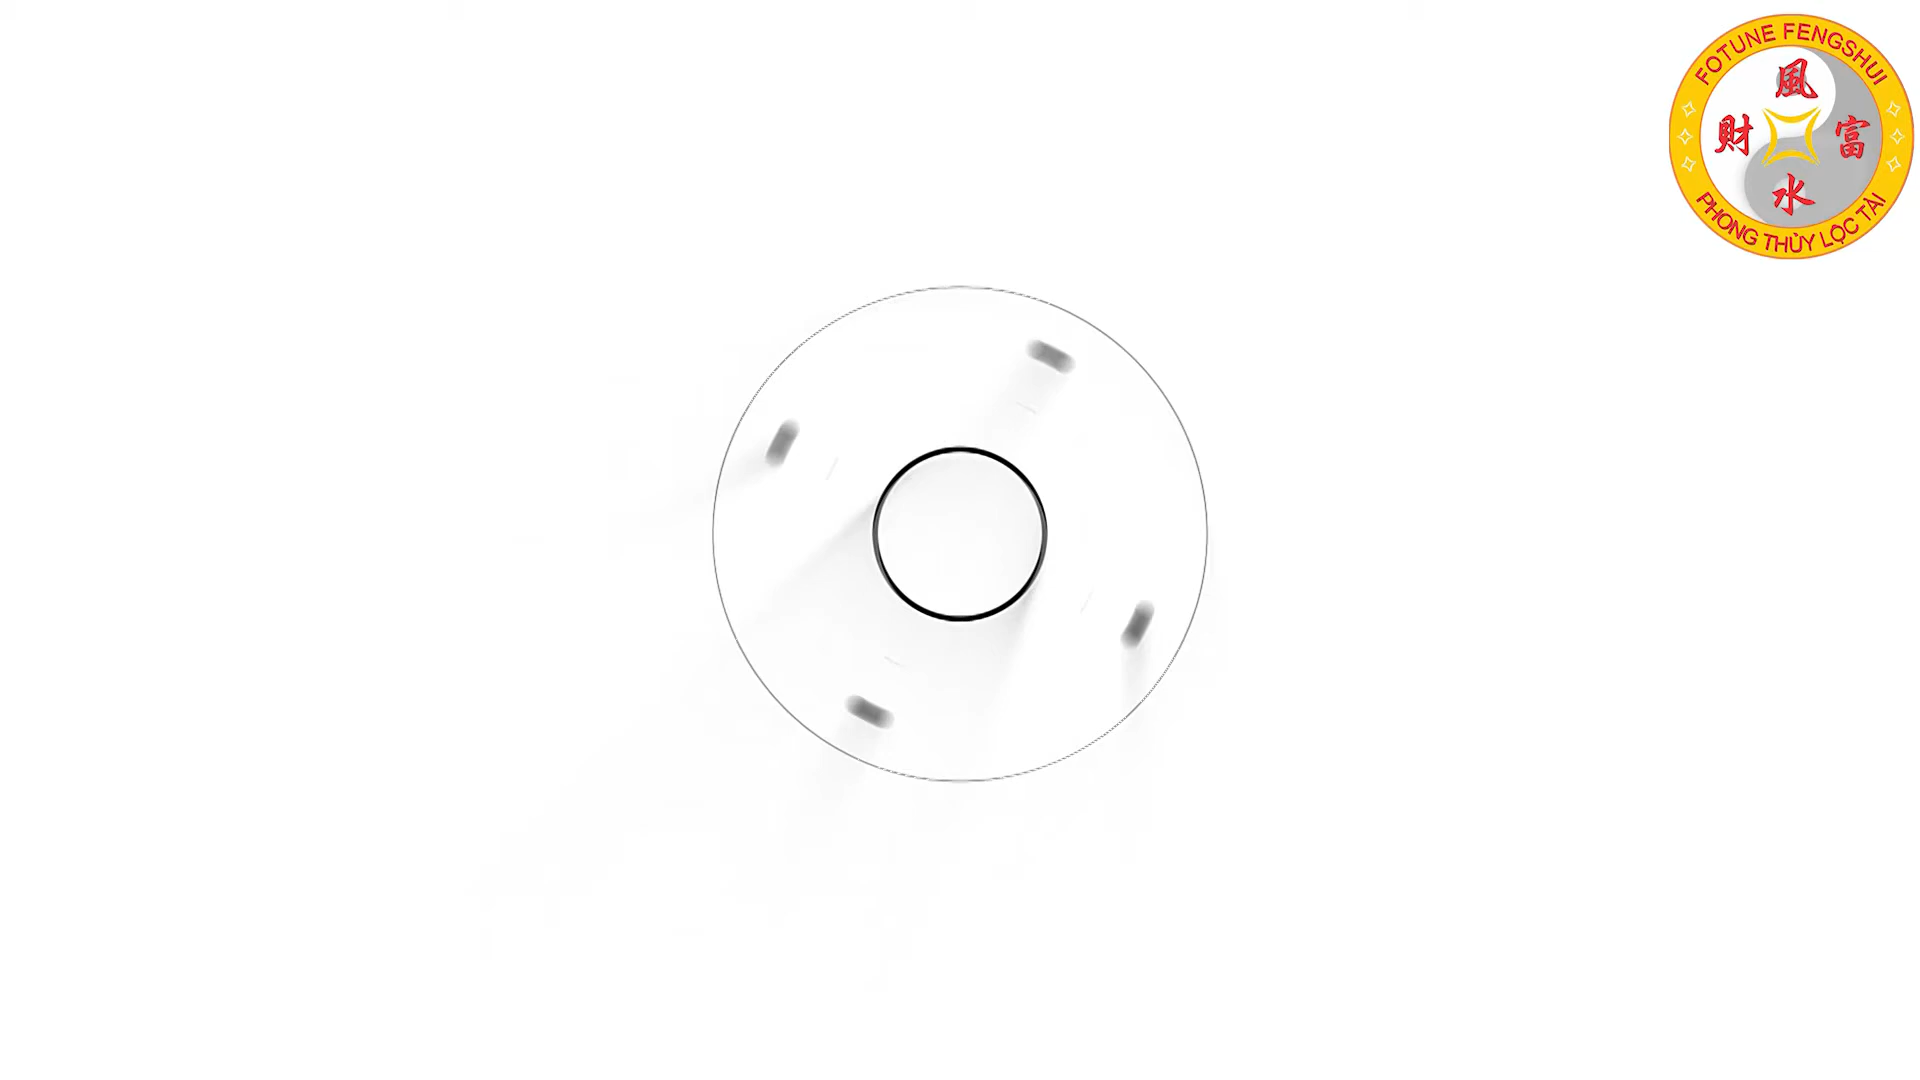 FOTUNE FENGSHUI
風
財 富
水
PHONG THỦY LỘC TÀI